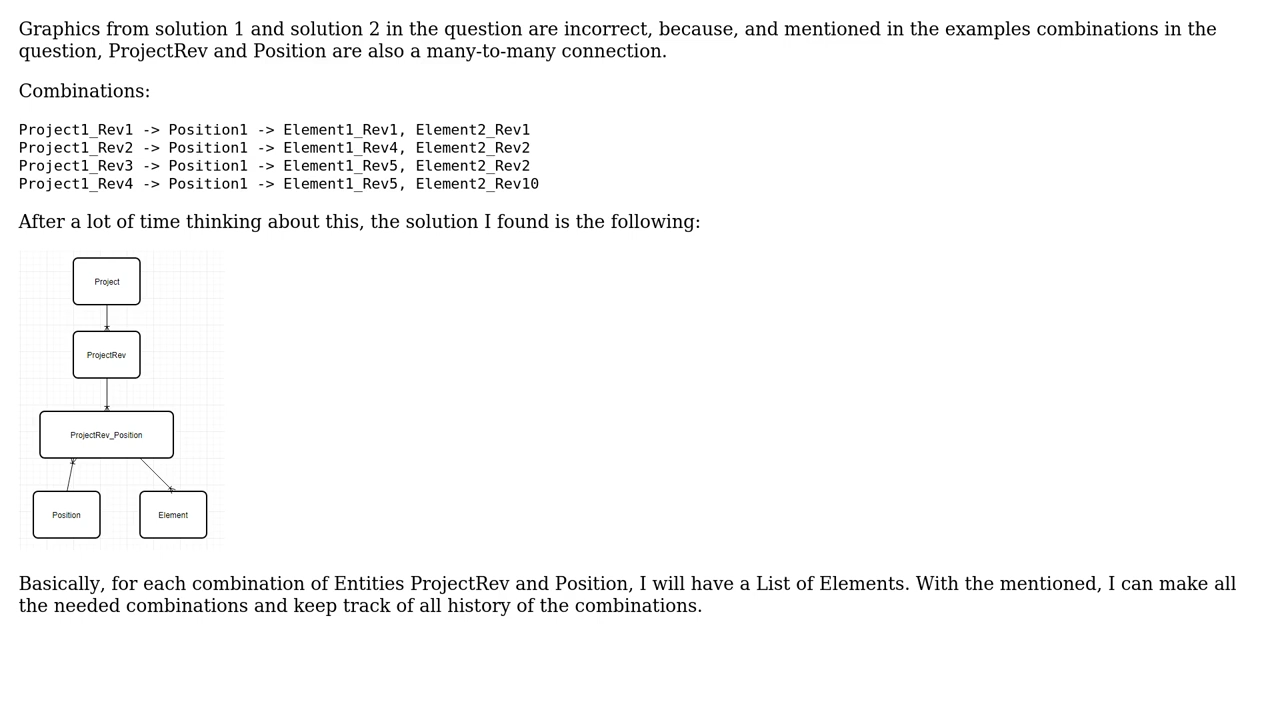 Graphics from solution 1 and solution 2 in the question are incorrect, because, and mentioned in the examples combinations in the
question, ProjectRev and Position are also a many-to-many connection.
Combinations:
Project1_Rev1 -> Position1 -> Element1_Rev1, Element2_Rev1
Project1_Rev2 -> Position1 -> Element1_Rev4, Element2_Rev2
Project1_Rev3 -> Position1 -> Element1_Rev5, Element2_Rev2
Project1_Rev4 -> Position1 -> Element1_Rev5, Element2_Rev10
After a lot of time thinking about this, the solution I found is the following:
Project
ProjectRev
ProjectRev_Position
Position
Element
Basically, for each combination of Entities ProjectRev and Position, I will have a List of Elements. With the mentioned, I can make all
the needed combinations and keep track of all history of the combinations.